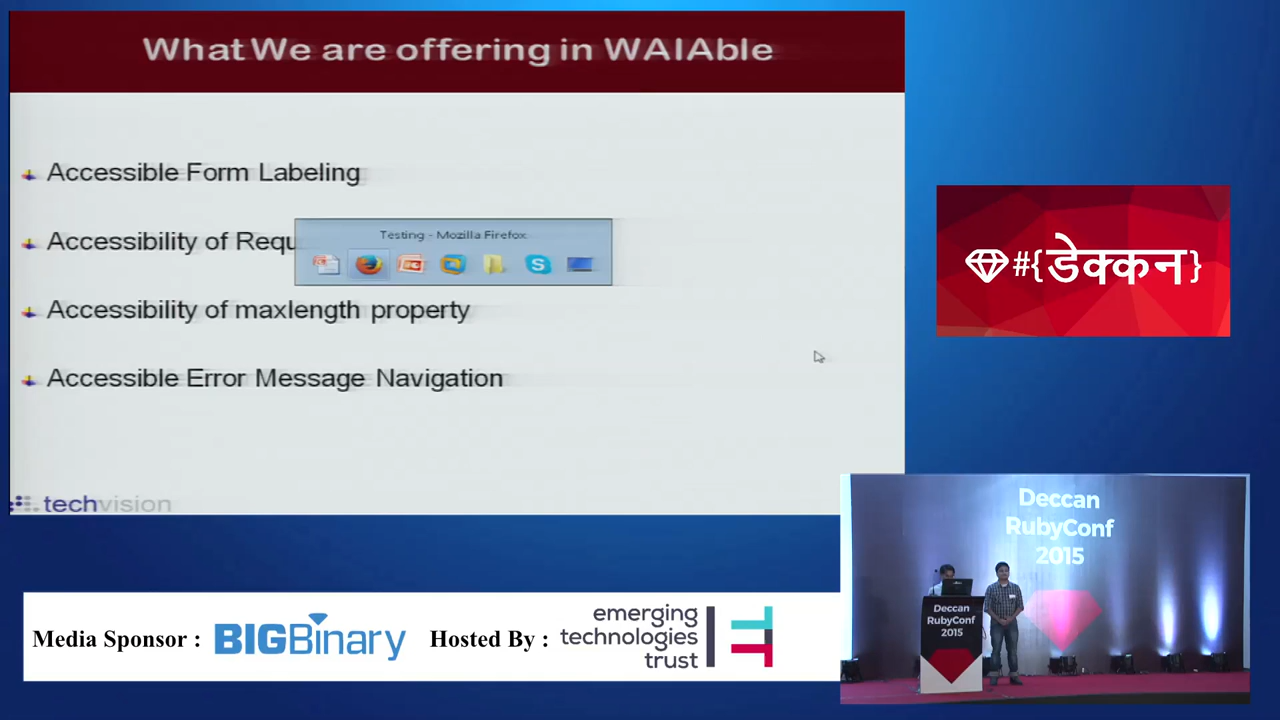 What We are offering in WAIAble
Accessible Form Labeling
Accessibility of Requ
Testing - Mozilla Firefox
Accessibility of maxlength property
Accessible Error Message Navigation
techvision
#{डेक्कन}
Deccan
RubyConf
2015
Deccan
RubyConf
2015
Media Sponsor : BIGBinary Hosted By : emerging
technologies
trust